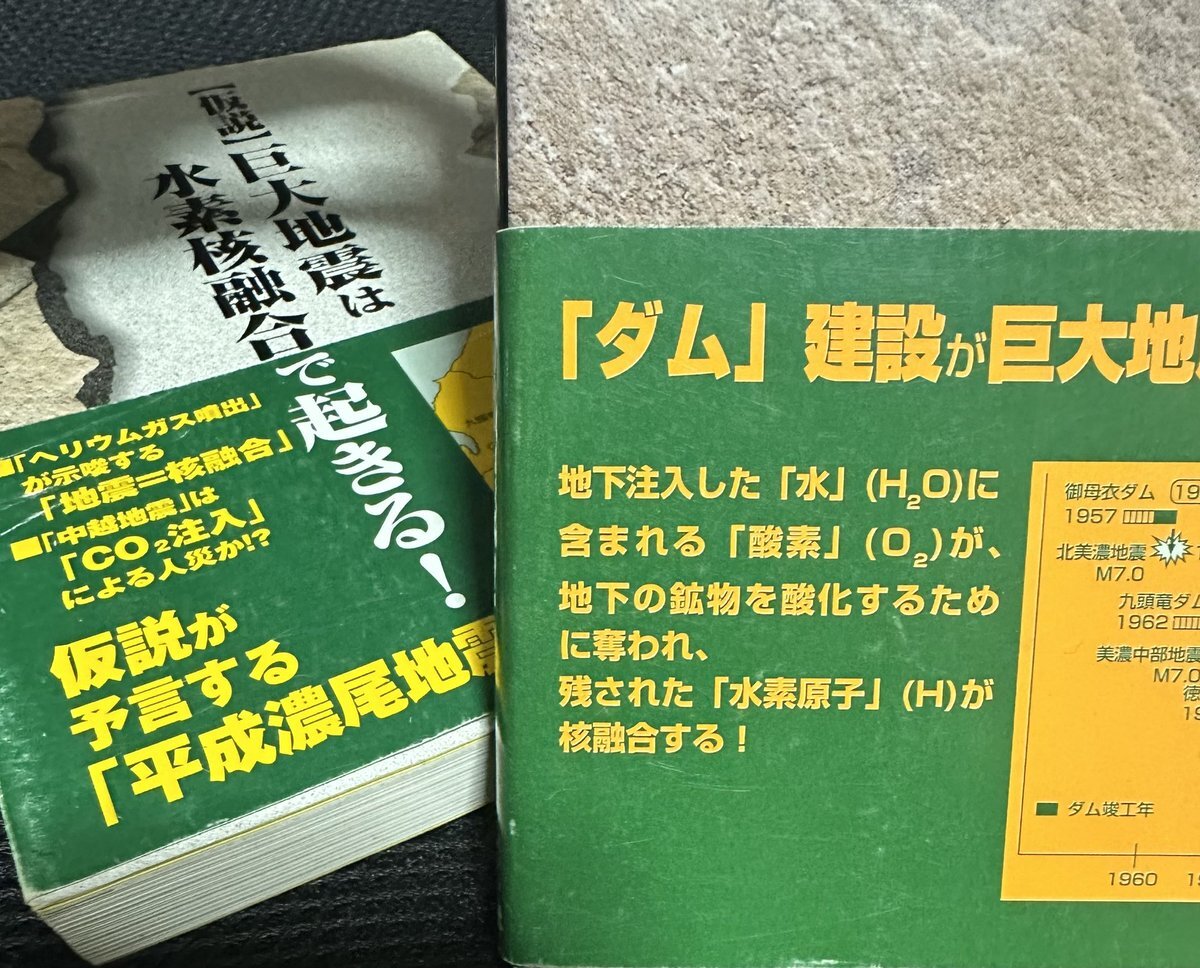 【仮説】巨大地震は
水素核融合で起きる!
■「ヘリウムガス噴出」
が示唆する
「地震=核融合」
■「中越地震」は
「CO₂注入」
による人災か!?
仮説が
予言する
「平成濃尾地震
「ダム」建設が巨大地
地下注入した「水」(H₂O)に
含まれる「酸素」(O₂)が、
地下の鉱物を酸化するため
に奪われ、
残された「水素原子」(H)が
核融合する!
御母衣ダム 19
1957
北美濃地震
M7.0
九頭竜ダム
1962
美濃中部地震
M7.0
徳
19
ダム竣工年
1960